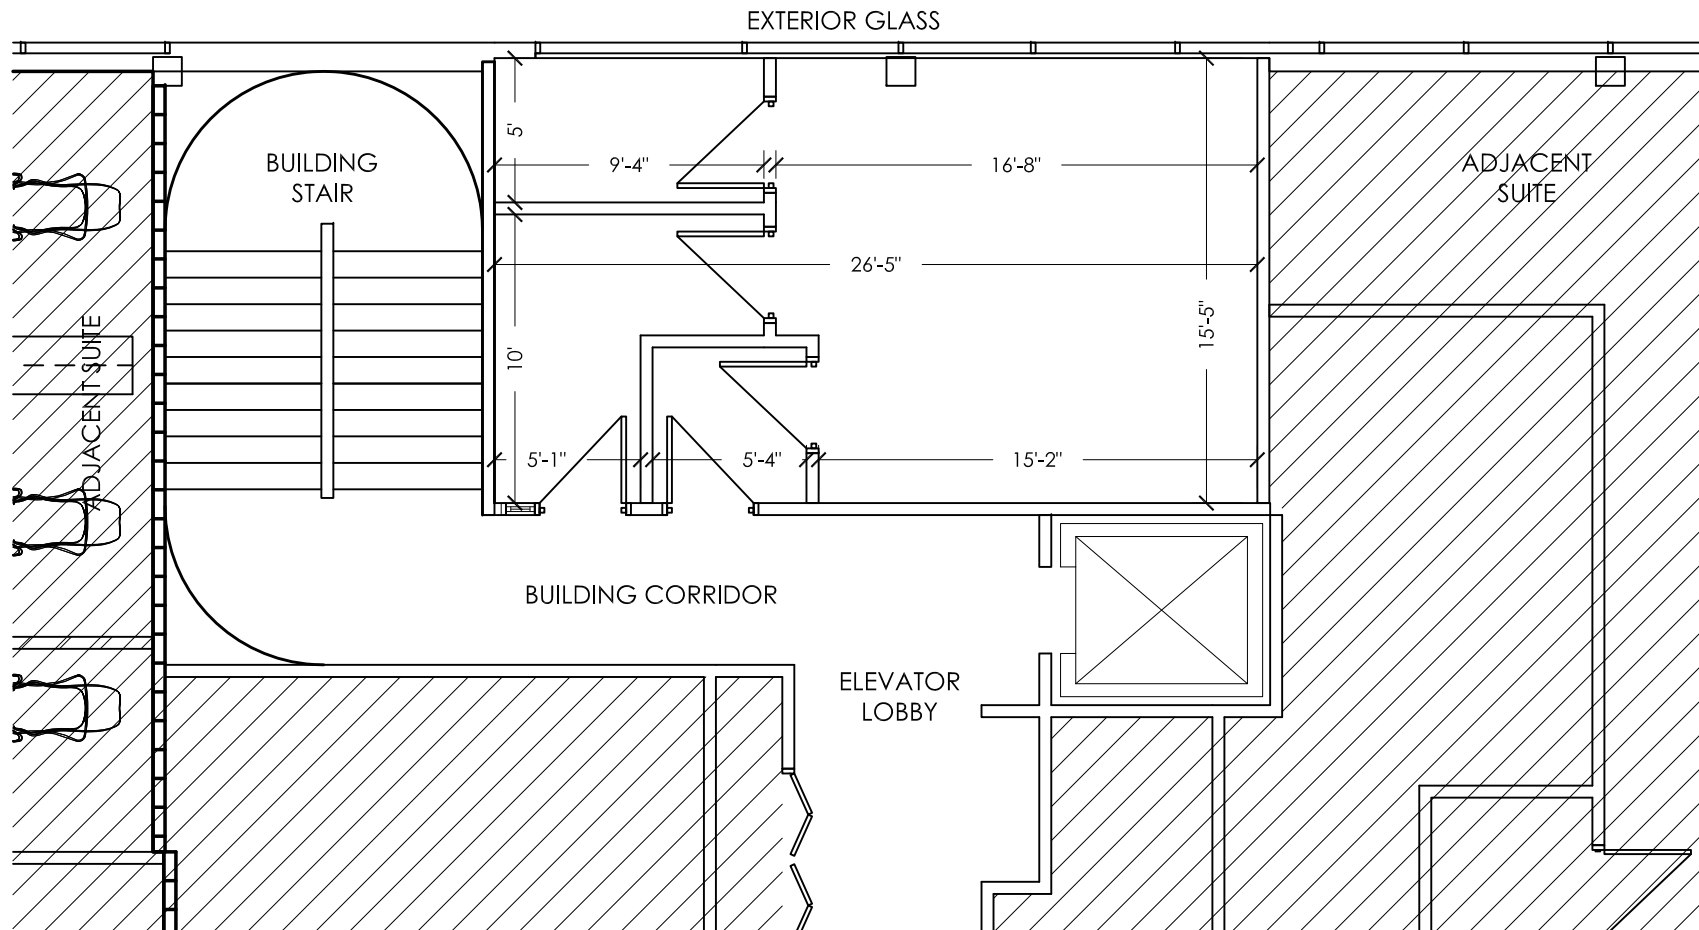 EXTERIOR GLASS
BUILDING
STAIR
5'
9'-4"
16'-8"
ADJACENT
SUITE
26'-5"
15'-5"
10'
ADJACENT SUITE
5'-1"
5'-4"
15'-2"
BUILDING CORRIDOR
ELEVATOR
LOBBY